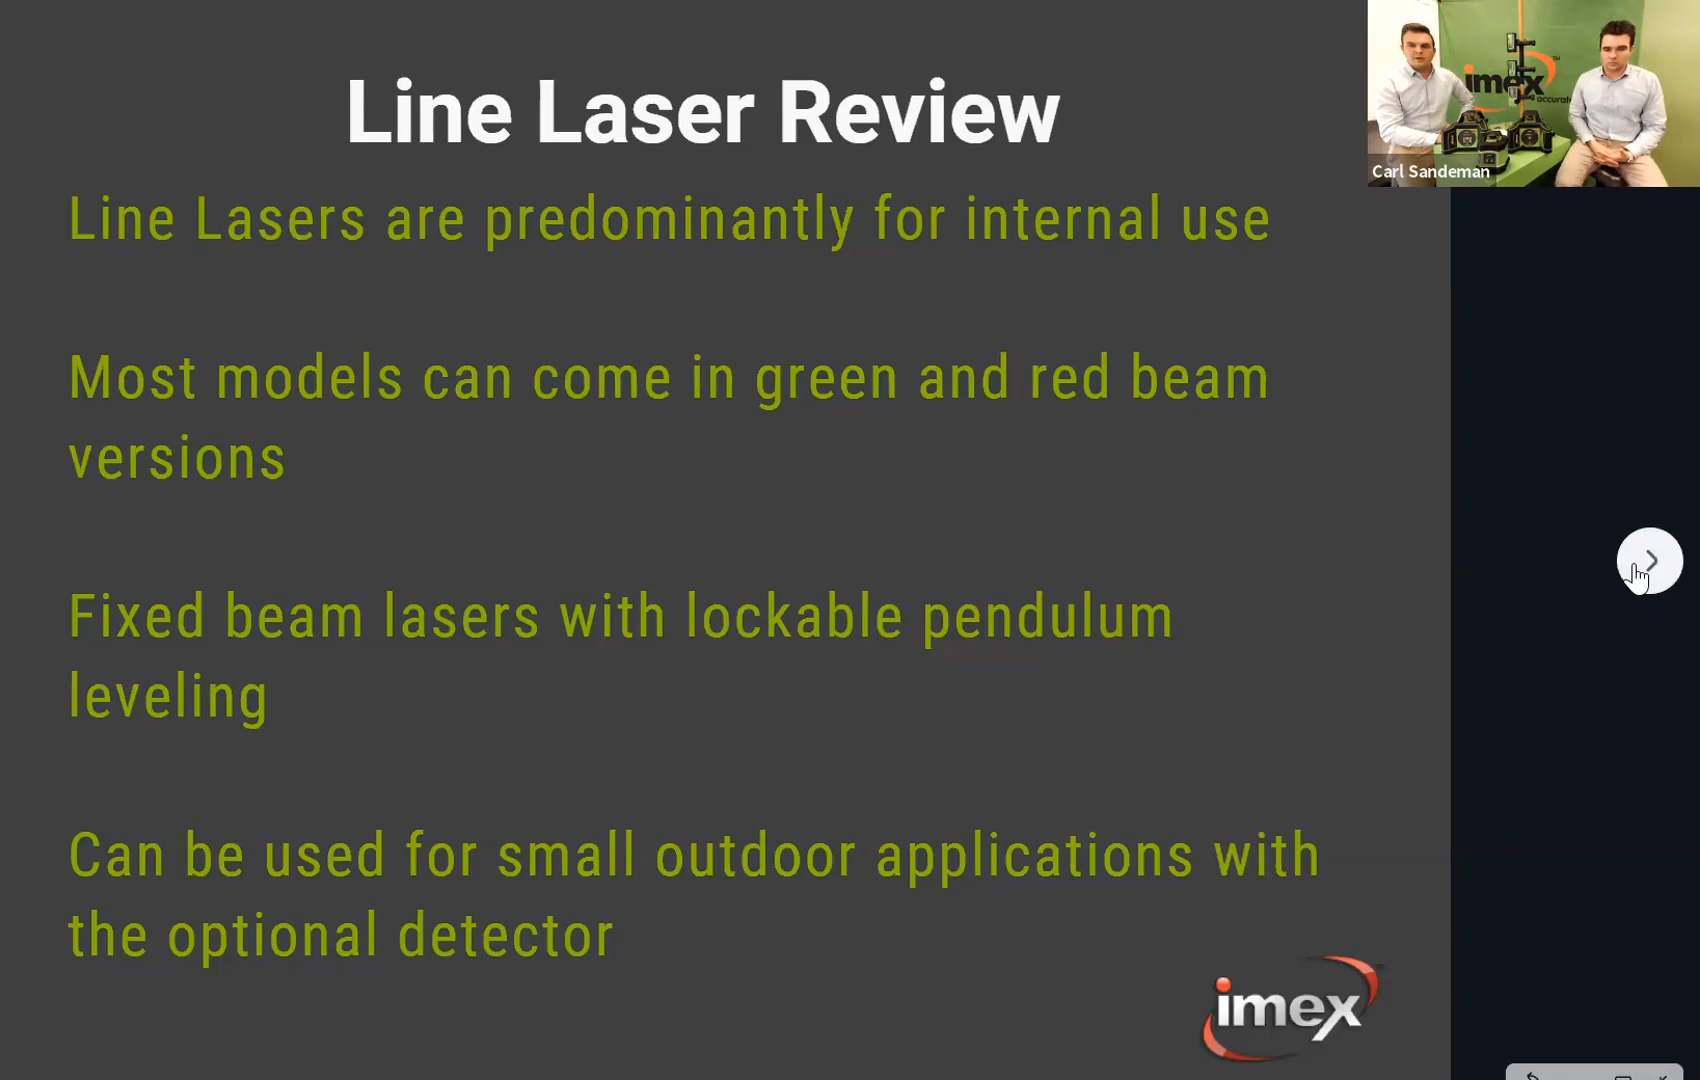 Line Laser Review
Line Lasers are predominantly for internal use
Most models can come in green and red beam
versions
Fixed beam lasers with lockable pendulum
leveling
Can be used for small outdoor applications with
the optional detector
imex
imex
TM
Carl Sandeman